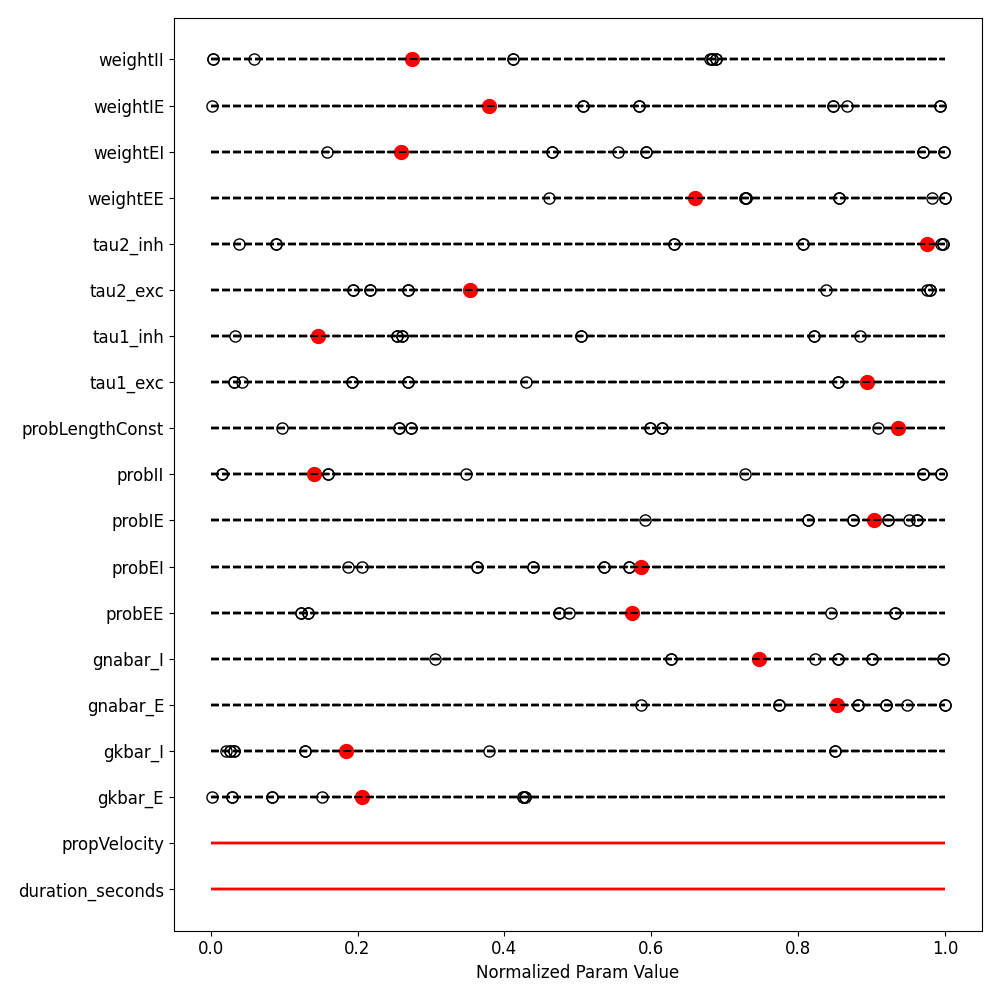 weightII
weightIE
weightEI
weightEE
tau2_inh
tau2_exc
tau1_inh
tau1_exc
probLengthConst
probII
probIE
probEI
probEE
gnabar_I
gnabar_E
gkbar_I
gkbar_E
propVelocity
duration_seconds
0.0 0.2 0.4 0.6 0.8 1.0
Normalized Param Value